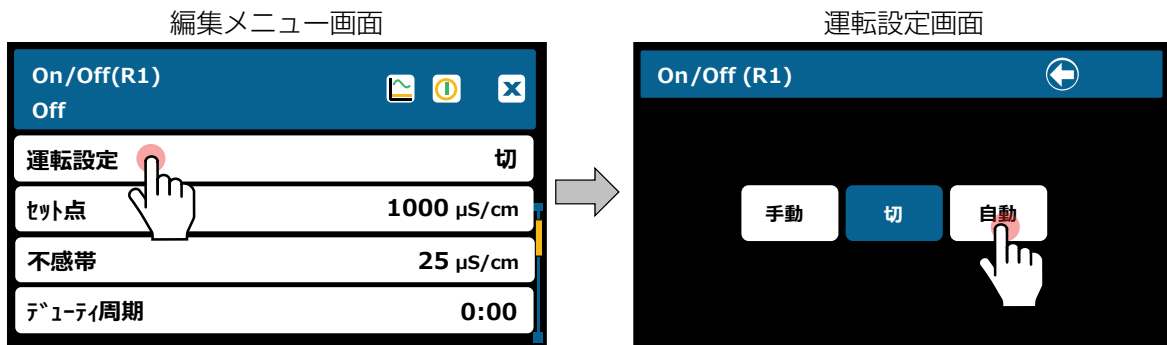 編集メニュー画面
On/Off(R1)
Off
運転設定 切
ｾｯﾄ点 1000 µS/cm
不感帯 25 µS/cm
ﾃﾞｭｰﾃｨ周期 0:00
運転設定画面
On/Off (R1)
手動 切 自動